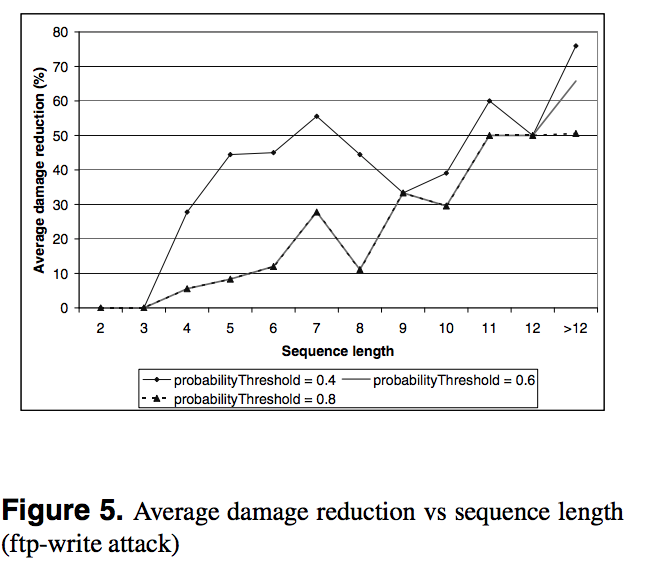 80
70
60
50
40
30
20
10
0
Average damage reduction (%)
2 3 4 5 6 7 8 9 10 11 12 >12
Sequence length
probabilityThreshold = 0.4 probabilityThreshold = 0.6
probabilityThreshold = 0.8
Figure 5. Average damage reduction vs sequence length
(ftp-write attack)